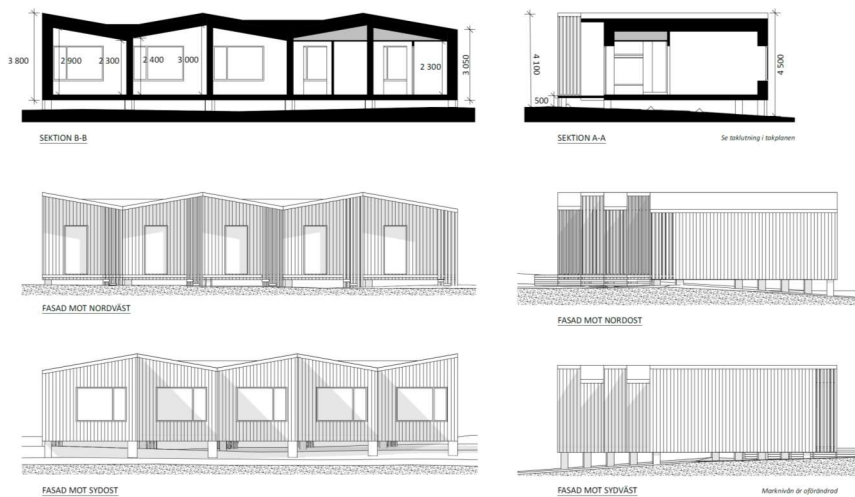 3 800
2 900
2 300
2 400
3 000
2 300
3 050
SEKTION B-B
4 100
500
4 500
SEKTION A-A
Se taklutning i takplanen
FASAD MOT NORDVÄST
FASAD MOT NORDOST
FASAD MOT SYDOST
FASAD MOT SYDVÄST
Marknivån är oförändrad